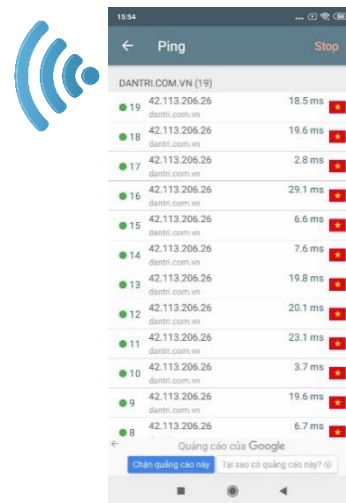 15:54
...
Ping
Stop
DANTRI.COM.VN (19)
19 42.113.206.26 18.5 ms
dantri.com.vn
18 42.113.206.26 19.6 ms
dantri.com.vn
17 42.113.206.26 2.8 ms
dantri.com.vn
16 42.113.206.26 29.1 ms
dantri.com.vn
15 42.113.206.26 6.6 ms
dantri.com.vn
14 42.113.206.26 7.6 ms
dantri.com.vn
13 42.113.206.26 19.8 ms
dantri.com.vn
12 42.113.206.26 20.1 ms
dantri.com.vn
11 42.113.206.26 23.1 ms
dantri.com.vn
10 42.113.206.26 3.7 ms
dantri.com.vn
9 42.113.206.26 19.6 ms
dantri.com.vn
8 42.113.206.26 6.7 ms
Quảng cáo của Google
Chặn quảng cáo này Tại sao có quảng cáo này?